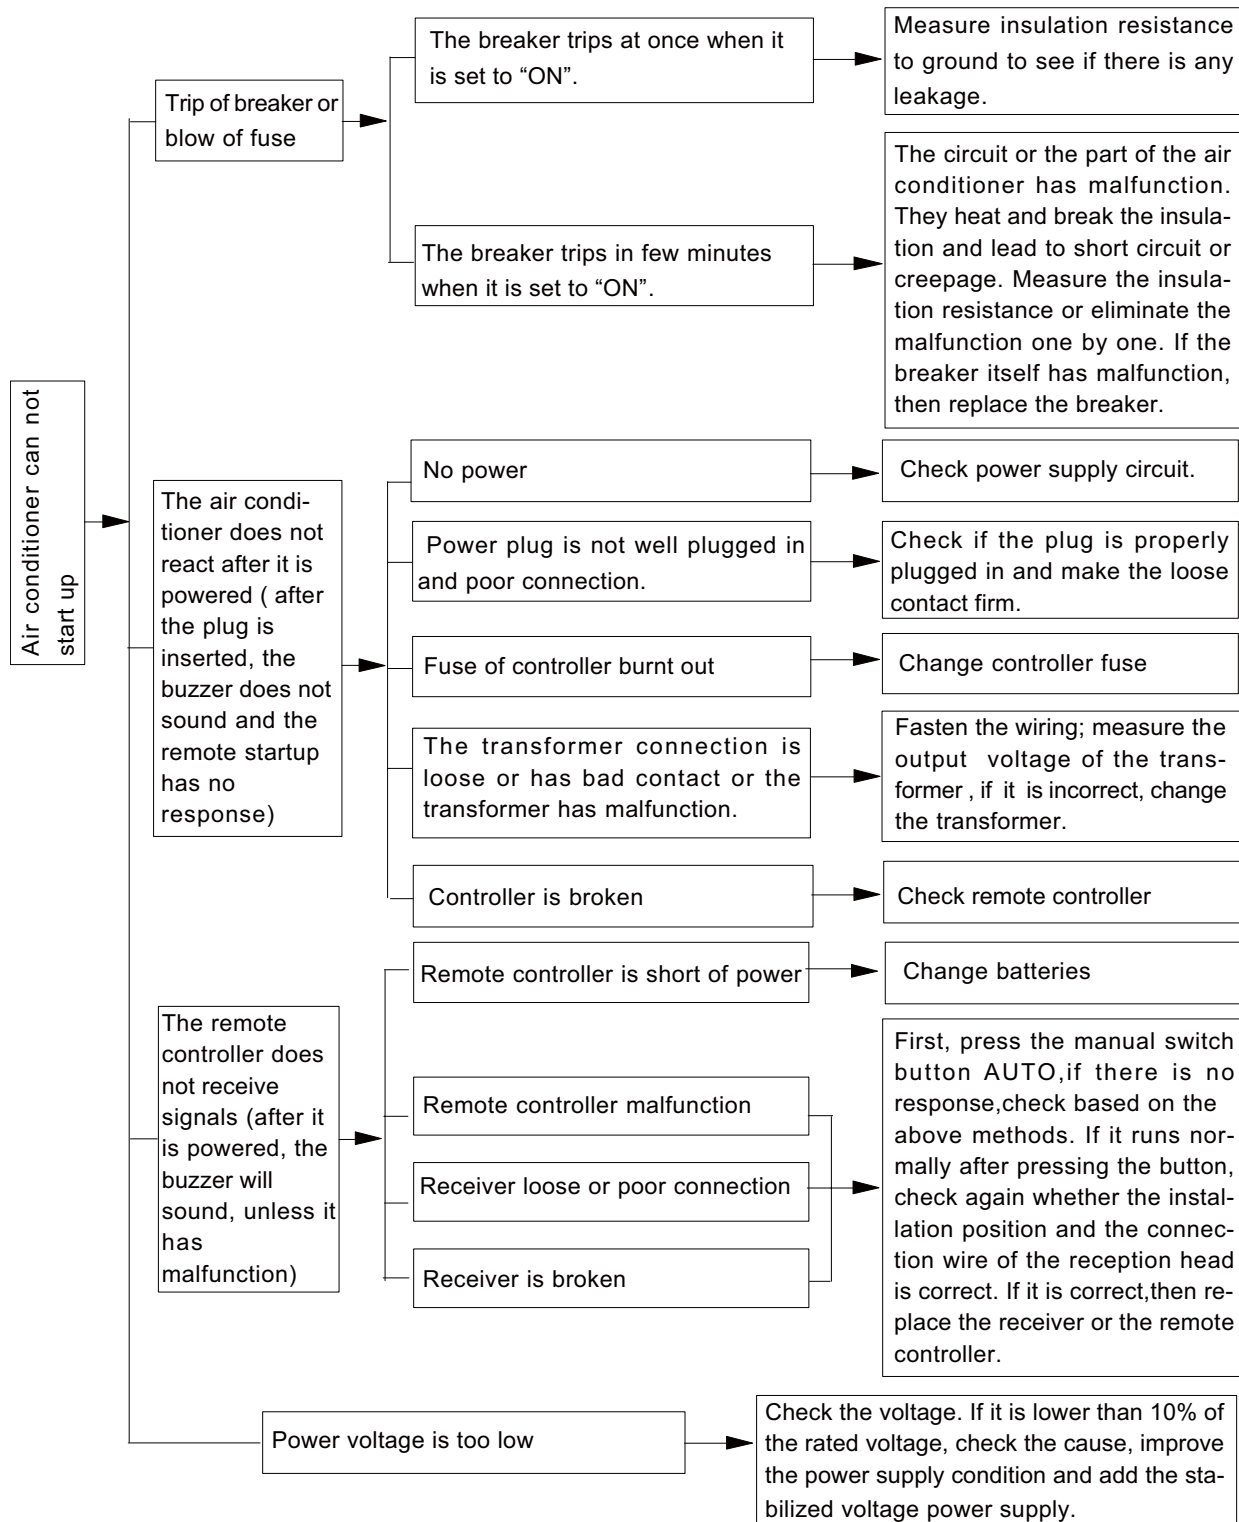 Air conditioner can not
start up
Trip of breaker or
blow of fuse
The breaker trips at once when it
is set to “ON”.
Measure insulation resistance
to ground to see if there is any
leakage.
The breaker trips in few minutes
when it is set to “ON”.
The circuit or the part of the air
conditioner has malfunction.
They heat and break the insula-
tion and lead to short circuit or
creepage. Measure the insula-
tion resistance or eliminate the
malfunction one by one. If the
breaker itself has malfunction,
then replace the breaker.
The air condi-
tioner does not
react after it is
powered ( after
the plug is
inserted, the
buzzer does not
sound and the
remote startup
has no
response)
No power
Check power supply circuit.
Power plug is not well plugged in
and poor connection.
Check if the plug is properly
plugged in and make the loose
contact firm.
Fuse of controller burnt out
Change controller fuse
The transformer connection is
loose or has bad contact or the
transformer has malfunction.
Fasten the wiring; measure the
output voltage of the trans-
former , if it is incorrect, change
the transformer.
Controller is broken
Check remote controller
The remote
controller does
not receive
signals (after it
is powered, the
buzzer will
sound, unless it
has
malfunction)
Remote controller is short of power
Change batteries
Remote controller malfunction
Receiver loose or poor connection
Receiver is broken
First, press the manual switch
button AUTO,if there is no
response,check based on the
above methods. If it runs nor-
mally after pressing the button,
check again whether the instal-
lation position and the connec-
tion wire of the reception head
is correct. If it is correct,then re-
place the receiver or the remote
controller.
Power voltage is too low
Check the voltage. If it is lower than 10% of
the rated voltage, check the cause, improve
the power supply condition and add the sta-
bilized voltage power supply.